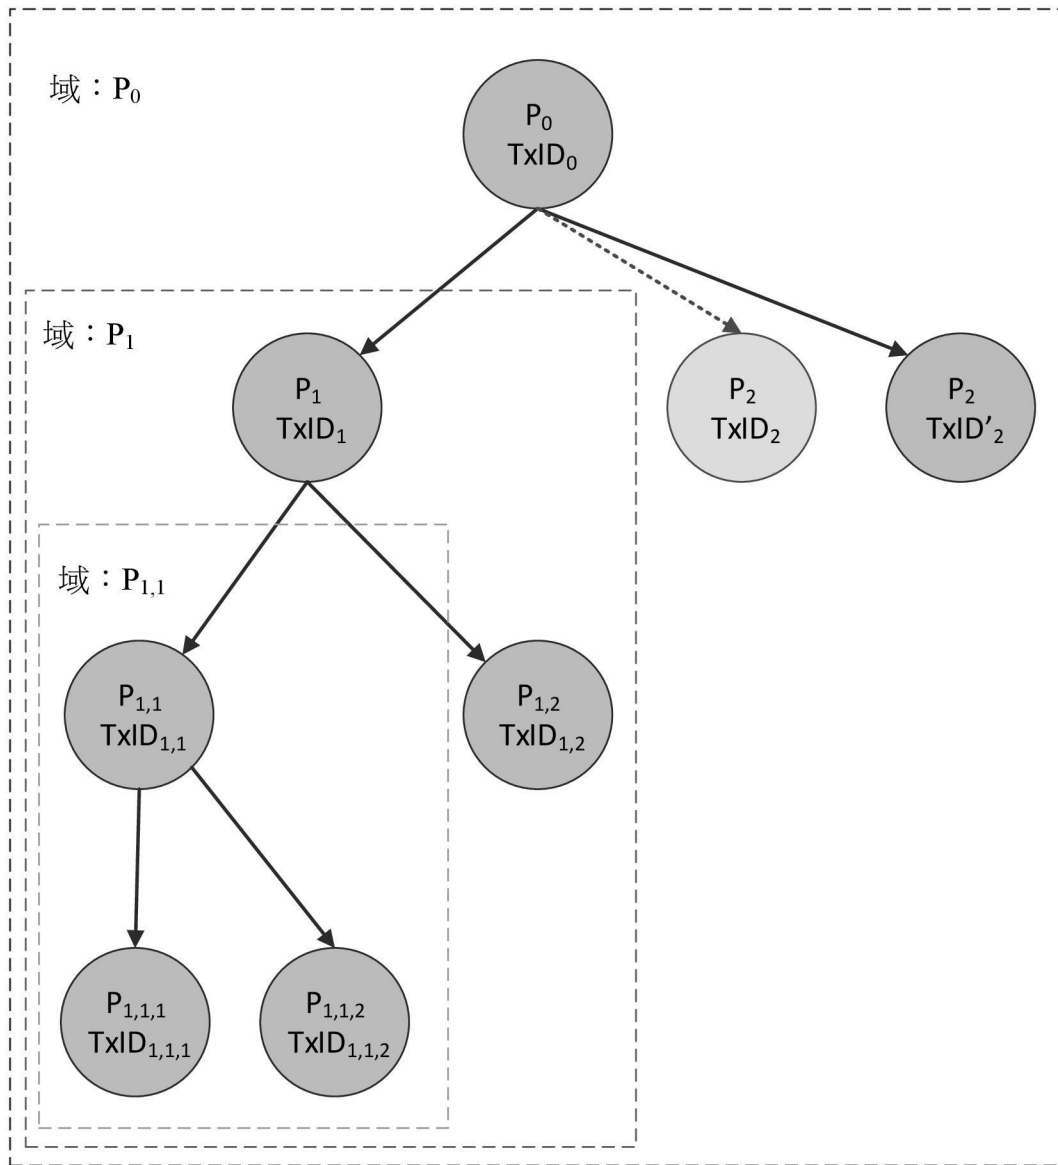 域：P₀
P₀
TxID₀
域：P₁
P₁
TxID₁
P₂
TxID₂
P₂
TxID’₂
域：P₁,₁
P₁,₁
TxID₁,₁
P₁,₂
TxID₁,₂
P₁,₁,₁
TxID₁,₁,₁
P₁,₁,₂
TxID₁,₁,₂